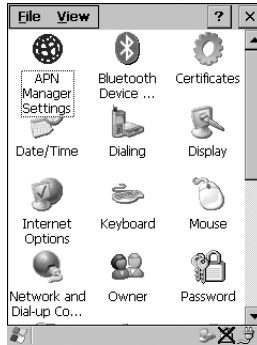 File View ? ×
APN Manager Settings
Bluetooth Device ...
Certificates
Date/Time
Dialing
Display
Internet Options
Keyboard
Mouse
Network and Dial-up Co...
Owner
Password